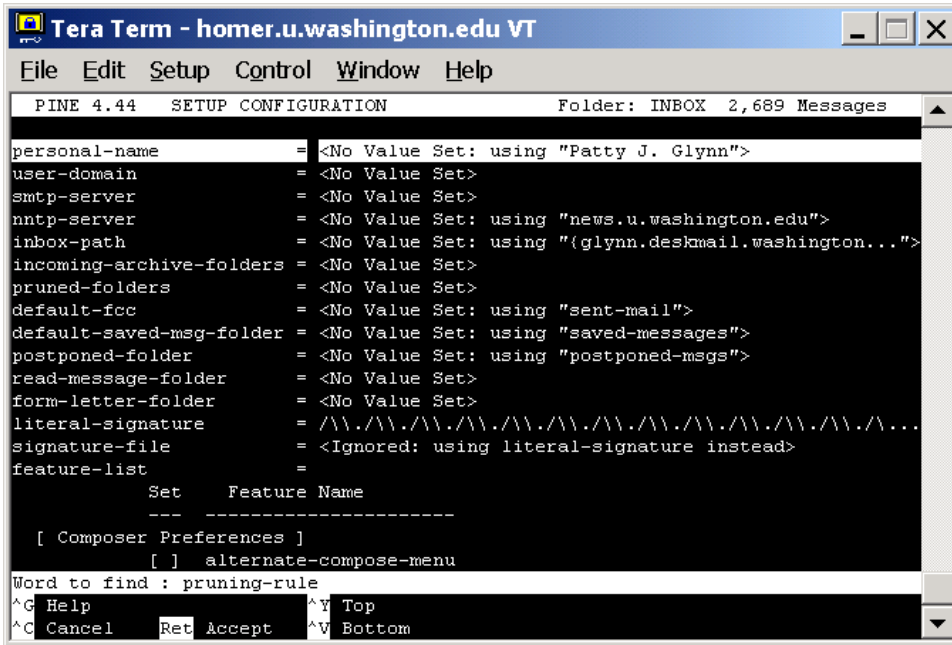 Tera Term - homer.u.washington.edu VT
File Edit Setup Control Window Help
PINE 4.44 SETUP CONFIGURATION Folder: INBOX 2,689 Messages
personal-name = <No Value Set: using "Patty J. Glynn">
user-domain = <No Value Set>
smtp-server = <No Value Set>
nntp-server = <No Value Set: using "news.u.washington.edu">
inbox-path = <No Value Set: using "{glynn.deskmail.washington...">
incoming-archive-folders = <No Value Set>
pruned-folders = <No Value Set>
default-fcc = <No Value Set: using "sent-mail">
default-saved-msg-folder = <No Value Set: using "saved-messages">
postponed-folder = <No Value Set: using "postponed-msgs">
read-message-folder = <No Value Set>
form-letter-folder = <No Value Set>
literal-signature = /\\./\\./\\./\\./\\./\\./\\./\\./\\./\\./\\./\...
signature-file = <Ignored: using literal-signature instead>
feature-list =
Set Feature Name
--- ----------------------
[ Composer Preferences ]
[ ] alternate-compose-menu
Word to find : pruning-rule
^G Help ^Y Top
^C Cancel Ret Accept ^V Bottom